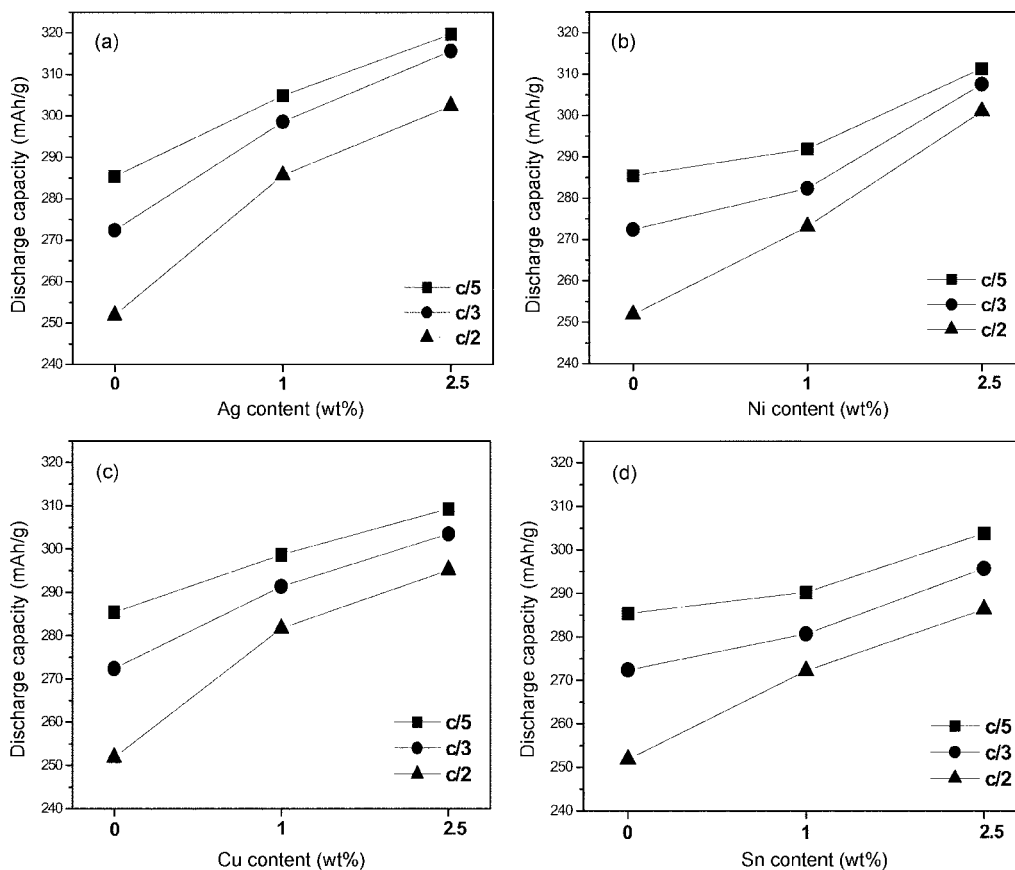 (a)
Discharge capacity (mAh/g)
320
310
300
290
280
270
260
250
240
c/5
c/3
c/2
0
1
2.5
Ag content (wt%)
(b)
Discharge capacity (mAh/g)
320
310
300
290
280
270
260
250
240
c/5
c/3
c/2
0
1
2.5
Ni content (wt%)
(c)
Discharge capacity (mAh/g)
320
310
300
290
280
270
260
250
240
c/5
c/3
c/2
0
1
2.5
Cu content (wt%)
(d)
Discharge capacity (mAh/g)
320
310
300
290
280
270
260
250
240
c/5
c/3
c/2
0
1
2.5
Sn content (wt%)